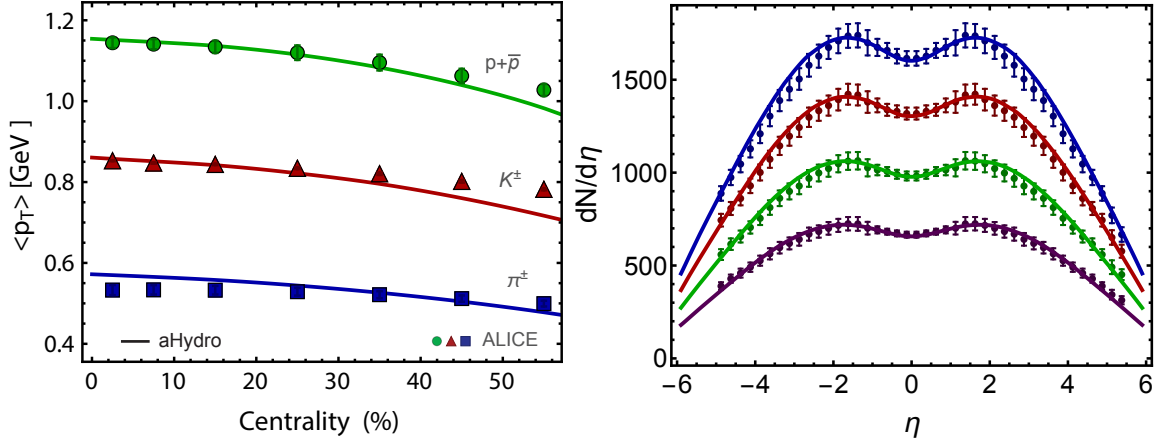 1.2
1.0
0.8
0.6
0.4
<p_T> [GeV]
p+p̅
K±
π±
aHydro
ALICE
0 10 20 30 40 50
Centrality (%)
1500
1000
500
0
dN/dη
−6 −4 −2 0 2 4 6
η